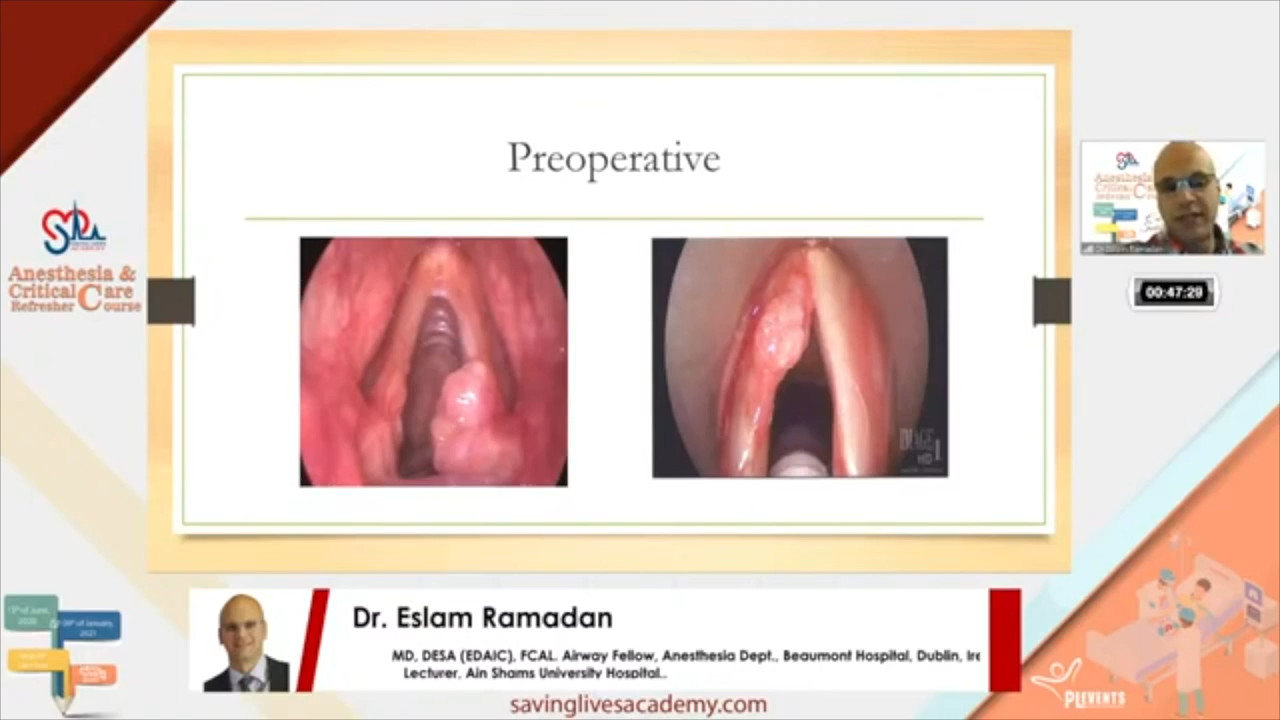 Preoperative
Anesthesia &
Critical Care
Refresher Course
00:47:29
Dr. Eslam Ramadan
MD, DESA (EDAIC), FCAI. Airway Fellow, Anesthesia Dept., Beaumont Hospital, Dublin, Ire
Lecturer, Ain Shams University Hospital..
savinglivesacademy.com
PLEVENTS
HD